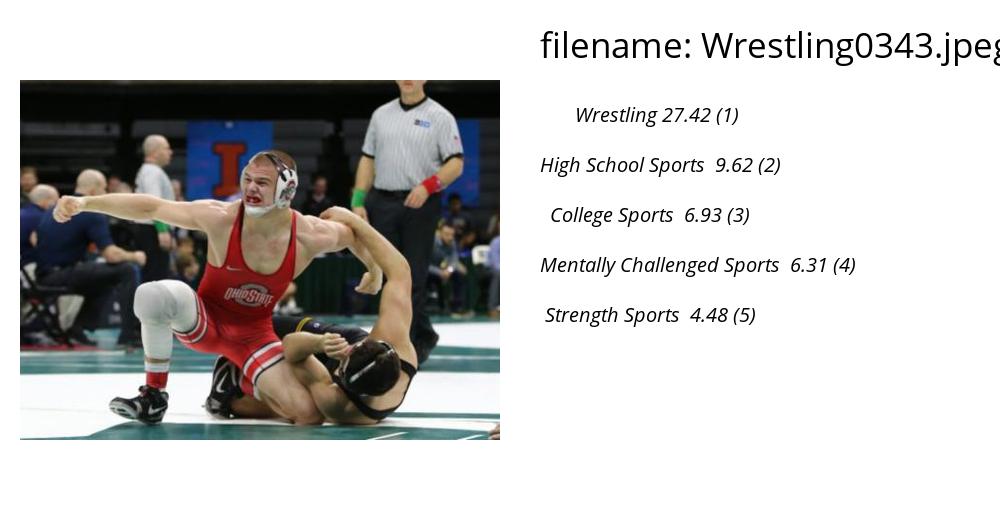 filename: Wrestling0343.jpeg
Wrestling 27.42 (1)
High School Sports 9.62 (2)
College Sports 6.93 (3)
Mentally Challenged Sports 6.31 (4)
Strength Sports 4.48 (5)
I
OHIO STATE